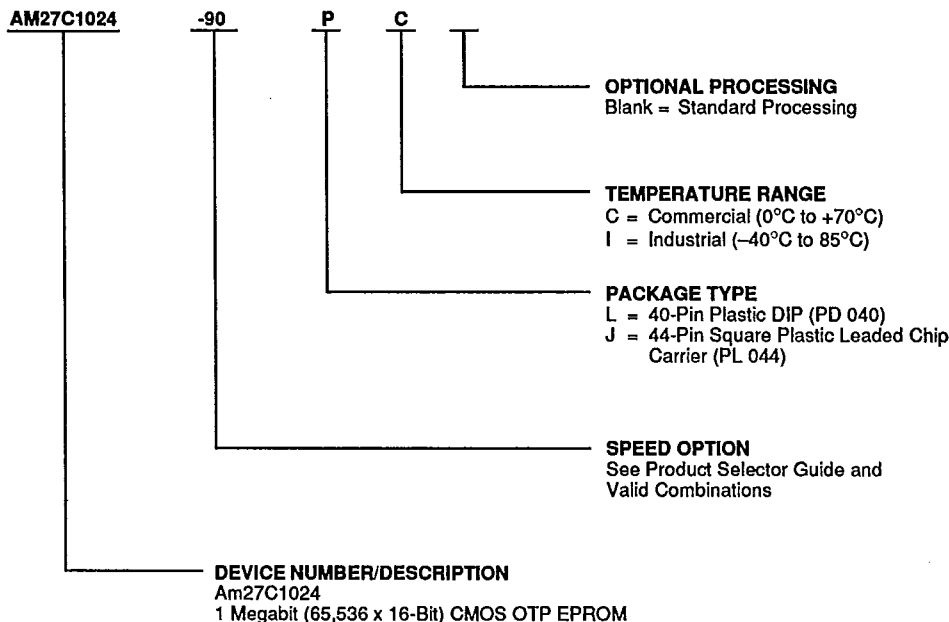 AM27C1024 -90 P C
OPTIONAL PROCESSING
Blank = Standard Processing
TEMPERATURE RANGE
C = Commercial (0°C to +70°C)
I = Industrial (–40°C to 85°C)
PACKAGE TYPE
L = 40-Pin Plastic DIP (PD 040)
J = 44-Pin Square Plastic Leaded Chip
Carrier (PL 044)
SPEED OPTION
See Product Selector Guide and
Valid Combinations
DEVICE NUMBER/DESCRIPTION
Am27C1024
1 Megabit (65,536 x 16-Bit) CMOS OTP EPROM